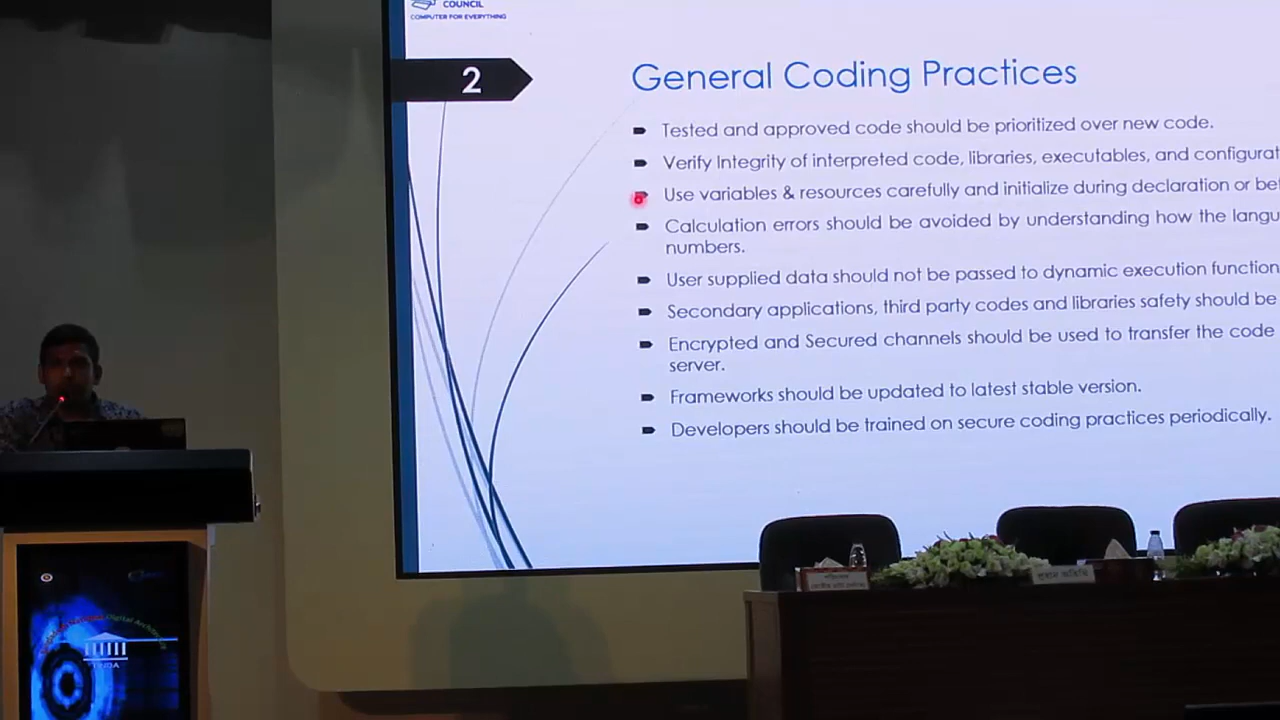 COUNCIL
COMPUTER FOR EVERYTHING
2
General Coding Practices
Tested and approved code should be prioritized over new code.
Verify Integrity of interpreted code, libraries, executables, and configurat
Use variables & resources carefully and initialize during declaration or bef
Calculation errors should be avoided by understanding how the langu
numbers.
User supplied data should not be passed to dynamic execution function
Secondary applications, third party codes and libraries safety should be
Encrypted and Secured channels should be used to transfer the code
server.
Frameworks should be updated to latest stable version.
Developers should be trained on secure coding practices periodically.
প্রধান অতিথি
Digital Architecture